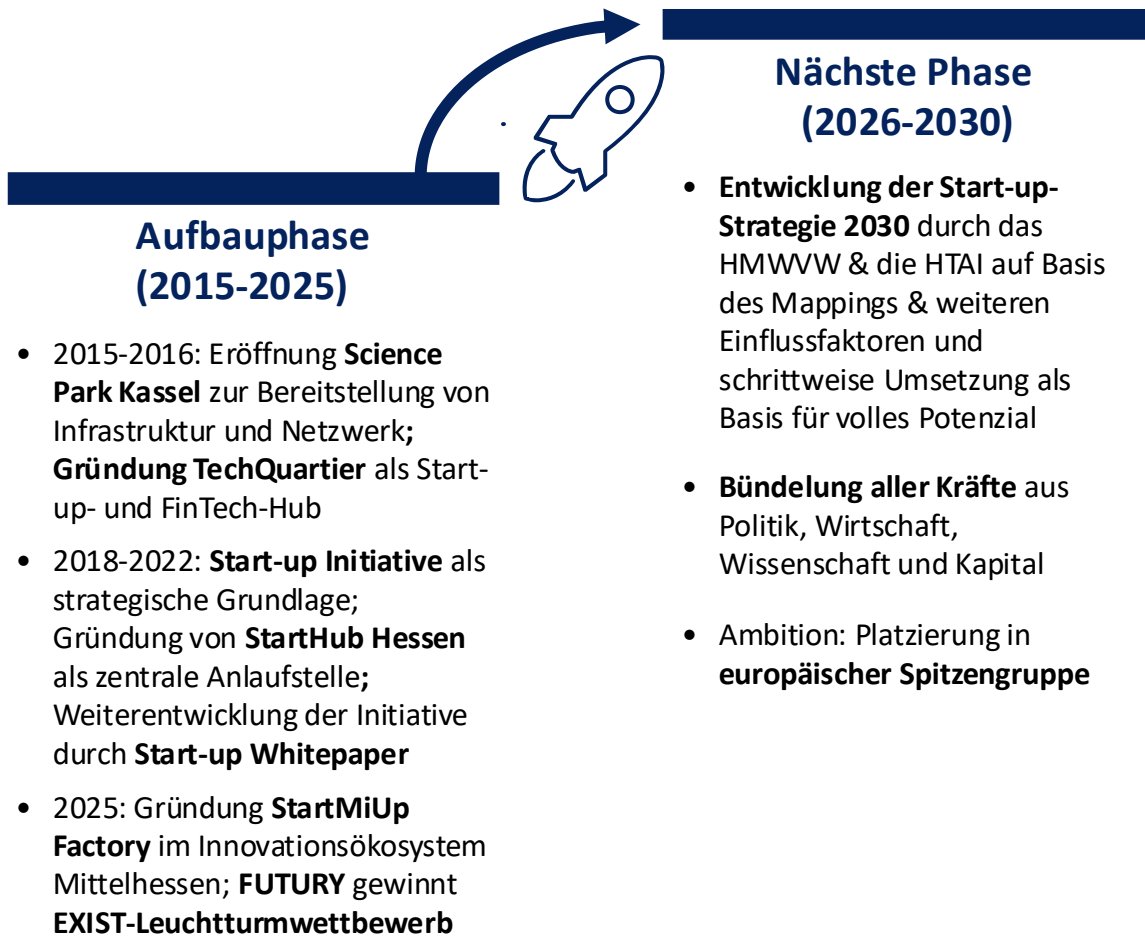 Aufbauphase
(2015-2025)
• 2015-2016: Eröffnung Science
Park Kassel zur Bereitstellung von
Infrastruktur und Netzwerk;
Gründung TechQuartier als Start-
up- und FinTech-Hub
• 2018-2022: Start-up Initiative als
strategische Grundlage;
Gründung von StartHub Hessen
als zentrale Anlaufstelle;
Weiterentwicklung der Initiative
durch Start-up Whitepaper
• 2025: Gründung StartMiUp
Factory im Innovationsökosystem
Mittelhessen; FUTURY gewinnt
EXIST-Leuchtturmwettbewerb
Nächste Phase
(2026-2030)
• Entwicklung der Start-up-
Strategie 2030 durch das
HMWVW & die HTAI auf Basis
des Mappings & weiteren
Einflussfaktoren und
schrittweise Umsetzung als
Basis für volles Potenzial
• Bündelung aller Kräfte aus
Politik, Wirtschaft,
Wissenschaft und Kapital
• Ambition: Platzierung in
europäischer Spitzengruppe